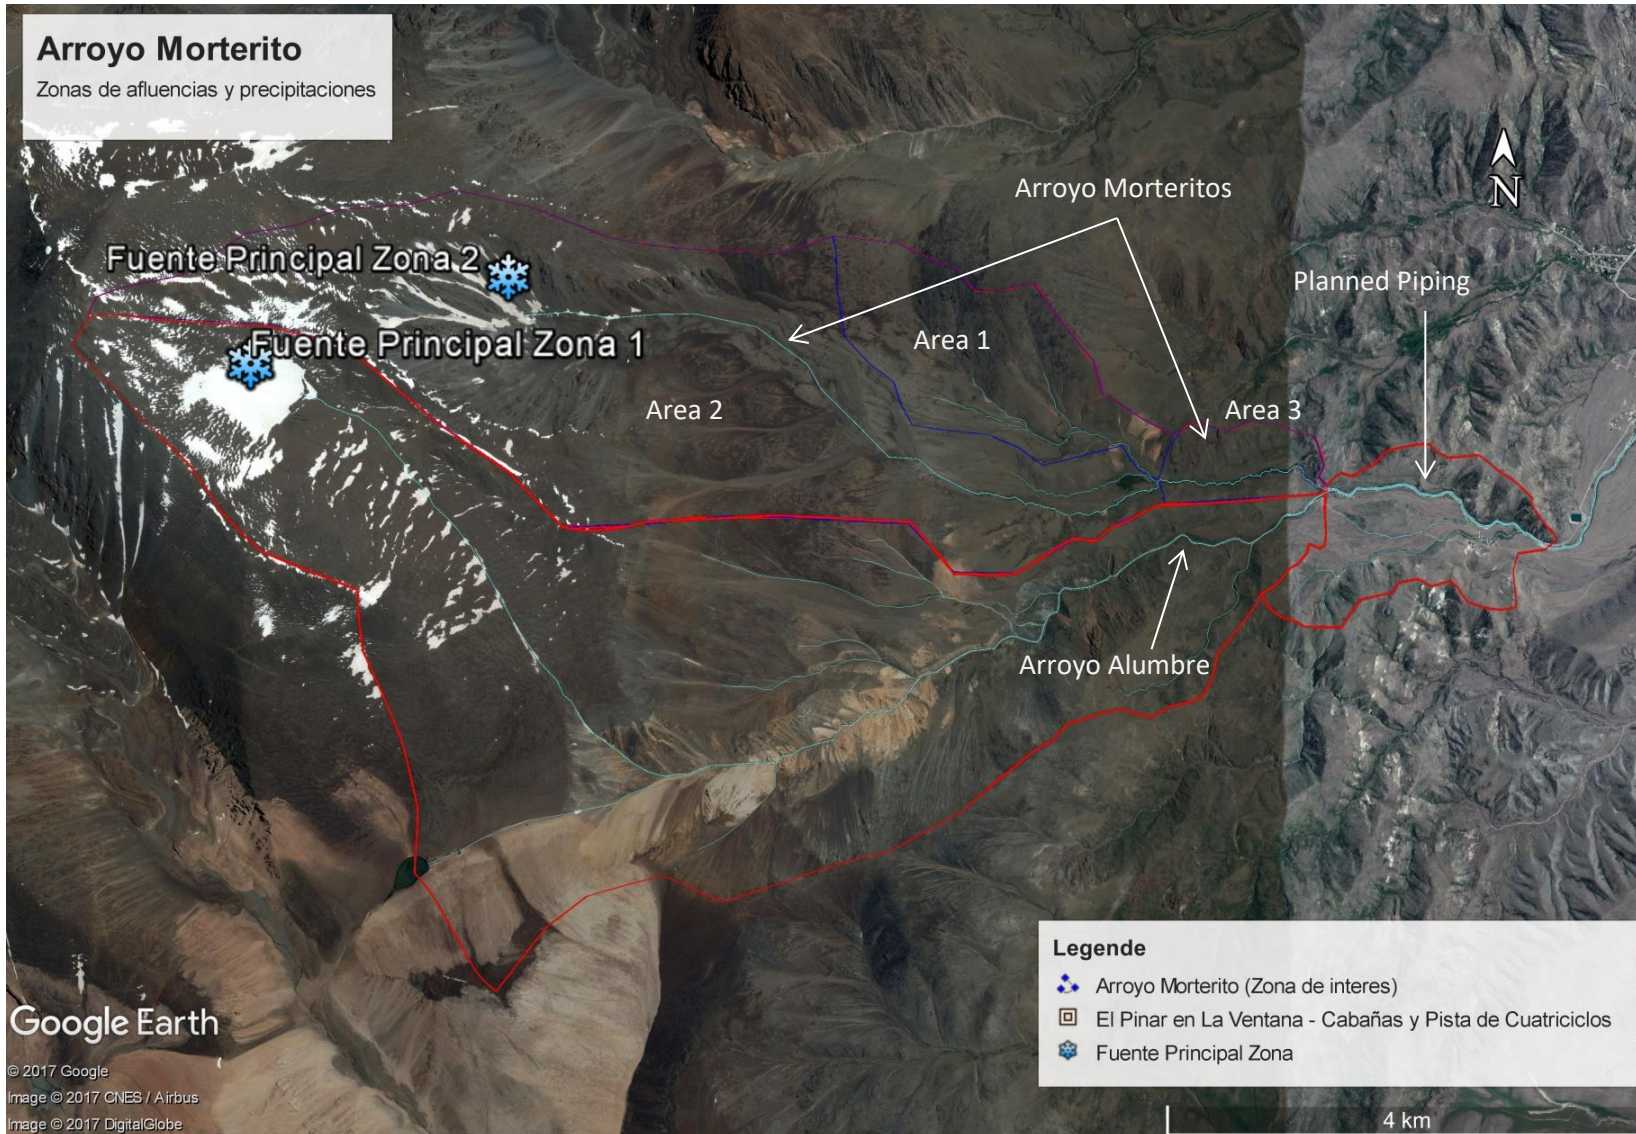 Arroyo Morterito
Zonas de afluencias y precipitaciones
N
Arroyo Morteritos
Fuente Principal Zona 2
Planned Piping
Fuente Principal Zona 1
Area 1
Area 2
Area 3
Arroyo Alumbre
Legende
Arroyo Morterito (Zona de interes)
El Pinar en La Ventana - Cabañas y Pista de Cuatriciclos
Fuente Principal Zona
Google Earth
© 2017 Google
Image © 2017 CNES / Airbus
Image © 2017 DigitalGlobe
4 km